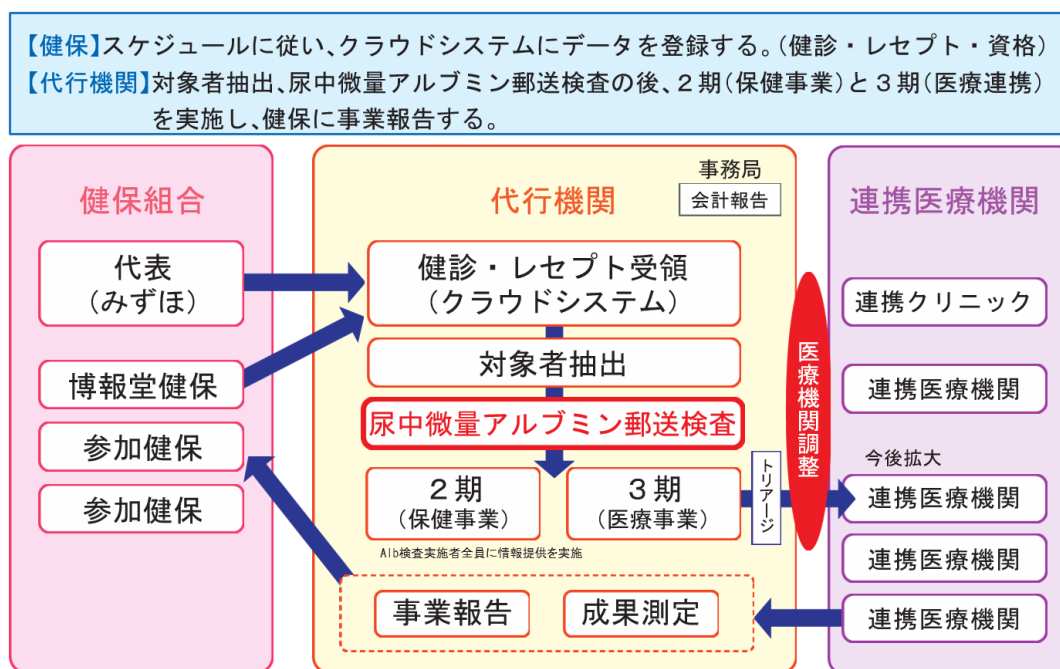 【健保】スケジュールに従い、クラウドシステムにデータを登録する。(健診・レセプト・資格)
【代行機関】対象者抽出、尿中微量アルブミン郵送検査の後、2期(保健事業)と3期(医療連携)
を実施し、健保に事業報告する。
健保組合
代表
(みずほ)
博報堂健保
参加健保
参加健保
代行機関
事務局
会計報告
健診・レセプト受領
(クラウドシステム)
対象者抽出
尿中微量アルブミン郵送検査
2期
(保健事業)
3期
(医療事業)
Alb検査実施者全員に情報提供を実施
トリアージ
事業報告
成果測定
医療機関調整
連携医療機関
連携クリニック
連携医療機関
今後拡大
連携医療機関
連携医療機関
連携医療機関